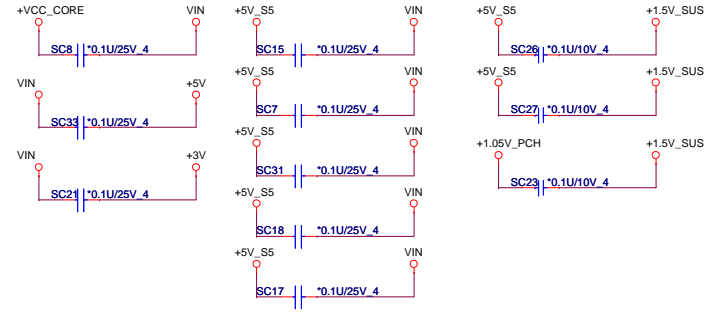 +VCC_CORE VIN
SC8 *0.1U/25V_4
VIN +5V
SC33 *0.1U/25V_4
VIN +3V
SC21 *0.1U/25V_4
+5V_S5 VIN
SC15 *0.1U/25V_4
+5V_S5 VIN
SC7 *0.1U/25V_4
+5V_S5 VIN
SC31 *0.1U/25V_4
+5V_S5 VIN
SC18 *0.1U/25V_4
+5V_S5 VIN
SC17 *0.1U/25V_4
+5V_S5 +1.5V_SUS
SC26 *0.1U/10V_4
+5V_S5 +1.5V_SUS
SC27 *0.1U/10V_4
+1.05V_PCH +1.5V_SUS
SC23 *0.1U/10V_4